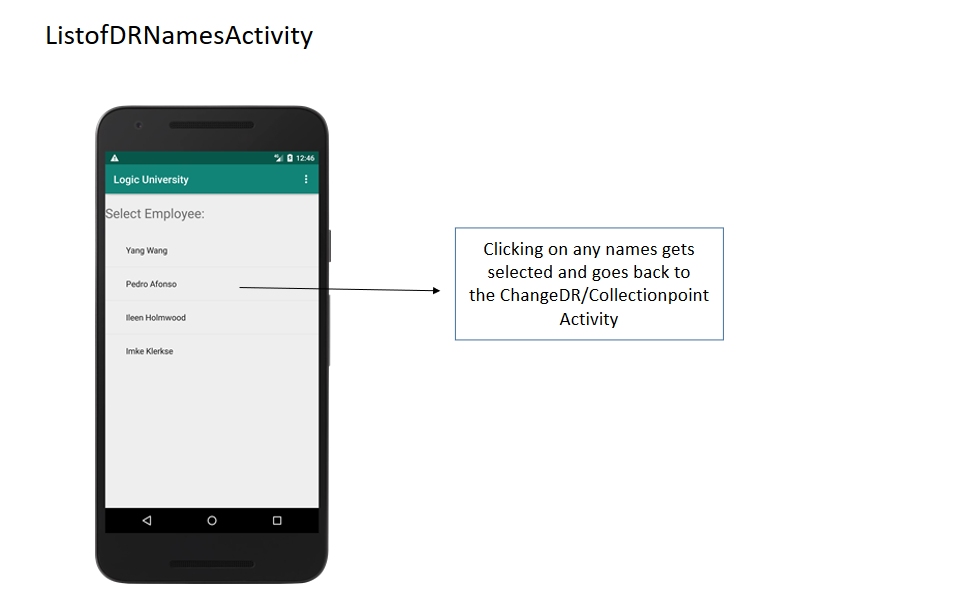 ListofDRNamesActivity
12:46
Logic University
Select Employee:
Yang Wang
Pedro Afonso
Ileen Holmwood
Imke Klerkse
Clicking on any names gets
selected and goes back to
the ChangeDR/Collectionpoint
Activity